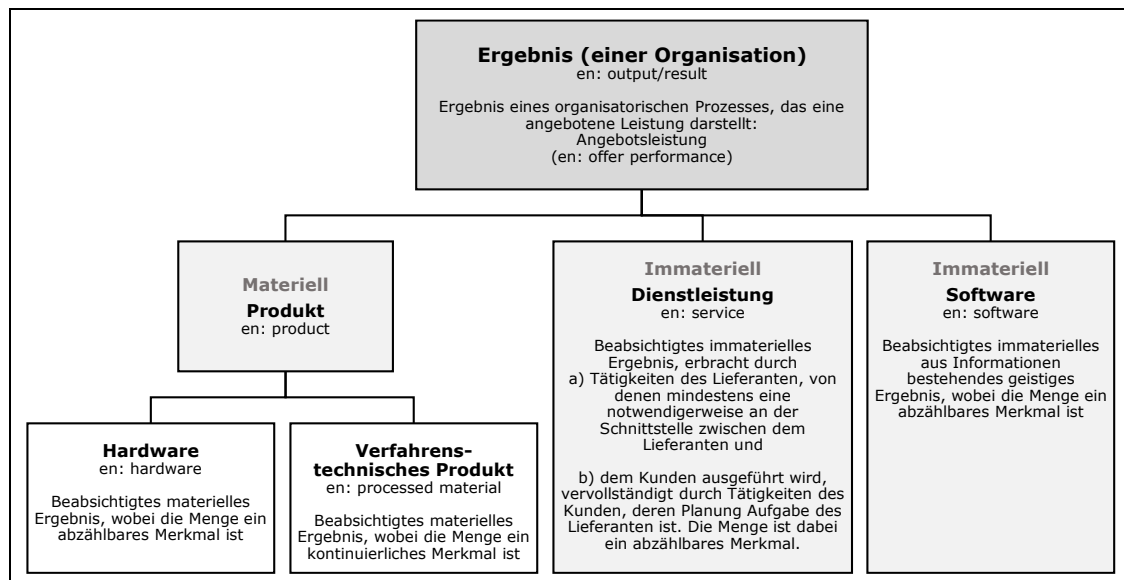 Ergebnis (einer Organisation)
en: output/result
Ergebnis eines organisatorischen Prozesses, das eine
angebotene Leistung darstellt:
Angebotsleistung
(en: offer performance)
Materiell
Produkt
en: product
Immateriell
Dienstleistung
en: service
Beabsichtigtes immaterielles
Ergebnis, erbracht durch
a) Tätigkeiten des Lieferanten, von
denen mindestens eine
notwendigerweise an der
Schnittstelle zwischen dem
Lieferanten und
b) dem Kunden ausgeführt wird,
vervollständigt durch Tätigkeiten des
Kunden, deren Planung Aufgabe des
Lieferanten ist. Die Menge ist dabei
ein abzählbares Merkmal.
Immateriell
Software
en: software
Beabsichtigtes immaterielles
aus Informationen
bestehendes geistiges
Ergebnis, wobei die Menge ein
abzählbares Merkmal ist
Hardware
en: hardware
Beabsichtigtes materielles
Ergebnis, wobei die Menge ein
abzählbares Merkmal ist
Verfahrens-
technisches Produkt
en: processed material
Beabsichtigtes materielles
Ergebnis, wobei die Menge ein
kontinuierliches Merkmal ist